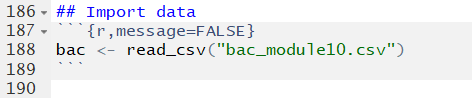 186 ## Import data
187 ```{r,message=FALSE}
188 bac <- read_csv("bac_module10.csv")
189 ```
190